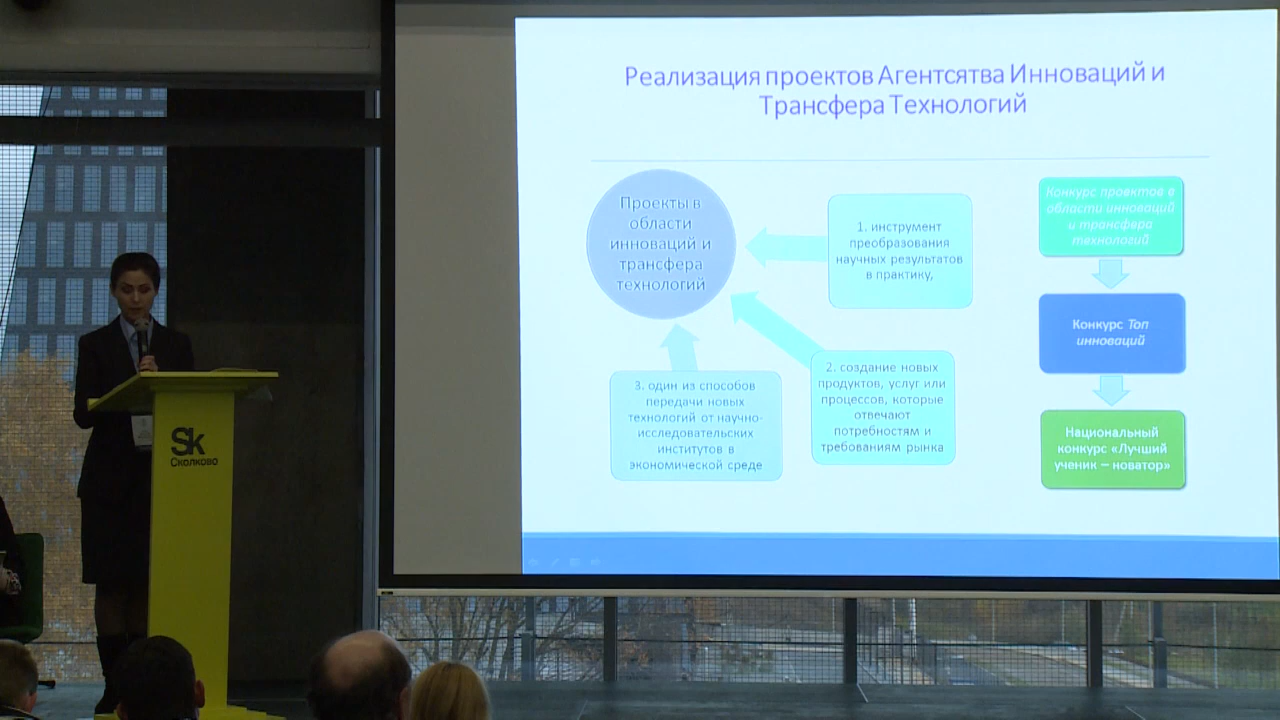 Реализация проектов Агентсятва Инноваций и
Трансфера Технологий
Проекты в
области
инноваций и
трансфера
технологий
1. инструмент
преобразования
научных результатов
в практику,
2. создание новых
продуктов, услуг или
процессов, которые
отвечают
потребностям и
требованиям рынка
3. один из способов
передачи новых
технологий от научно-
исследовательских
институтов в
экономической среде
Конкурс проектов в
области инноваций
и трансфера
технологий
Конкурс Топ
инноваций
Национальный
конкурс «Лучший
ученик – новатор»
Sk
Сколково